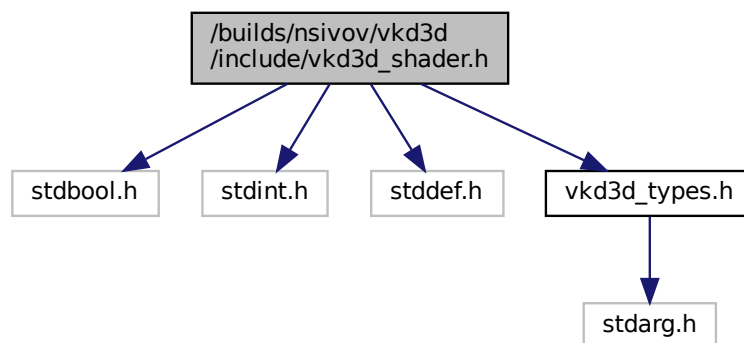 /builds/nsivov/vkd3d
/include/vkd3d_shader.h
stdbool.h
stdint.h
stddef.h
vkd3d_types.h
stdarg.h